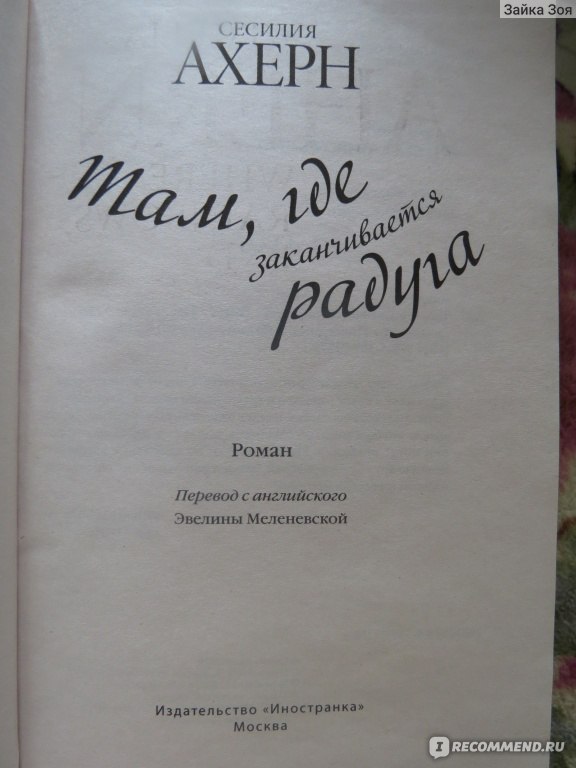 Зайка Зоя
СЕСИЛИЯ
АХЕРН
Там, где
заканчивается
радуга
Роман
Перевод с английского
Эвелины Меленевской
Издательство «Иностранка»
Москва
I RECOMMEND.RU